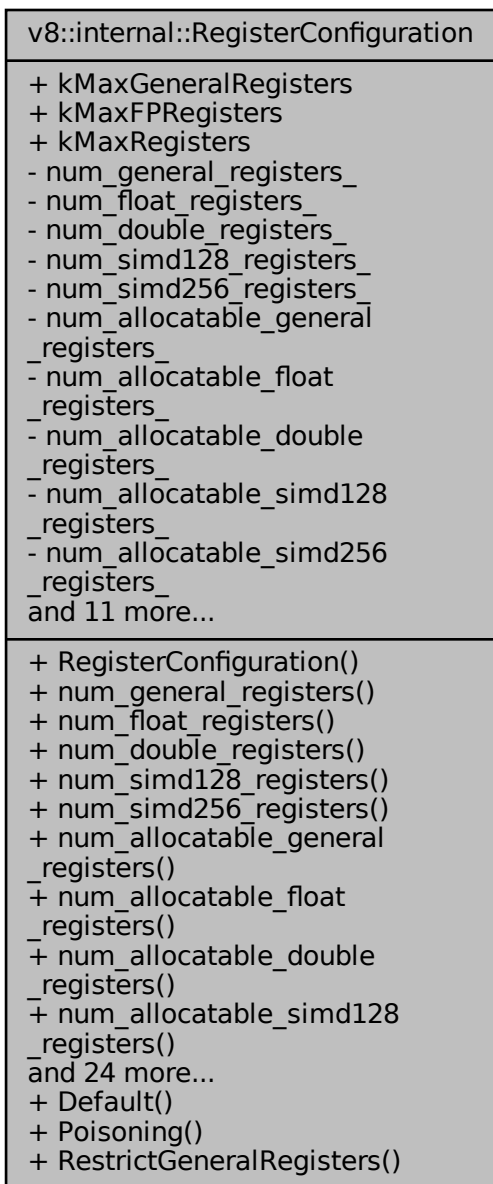 v8::internal::RegisterConfiguration
+ kMaxGeneralRegisters
+ kMaxFPRegisters
+ kMaxRegisters
- num_general_registers_
- num_float_registers_
- num_double_registers_
- num_simd128_registers_
- num_simd256_registers_
- num_allocatable_general
_registers_
- num_allocatable_float
_registers_
- num_allocatable_double
_registers_
- num_allocatable_simd128
_registers_
- num_allocatable_simd256
_registers_
and 11 more...
+ RegisterConfiguration()
+ num_general_registers()
+ num_float_registers()
+ num_double_registers()
+ num_simd128_registers()
+ num_simd256_registers()
+ num_allocatable_general
_registers()
+ num_allocatable_float
_registers()
+ num_allocatable_double
_registers()
+ num_allocatable_simd128
_registers()
and 24 more...
+ Default()
+ Poisoning()
+ RestrictGeneralRegisters()